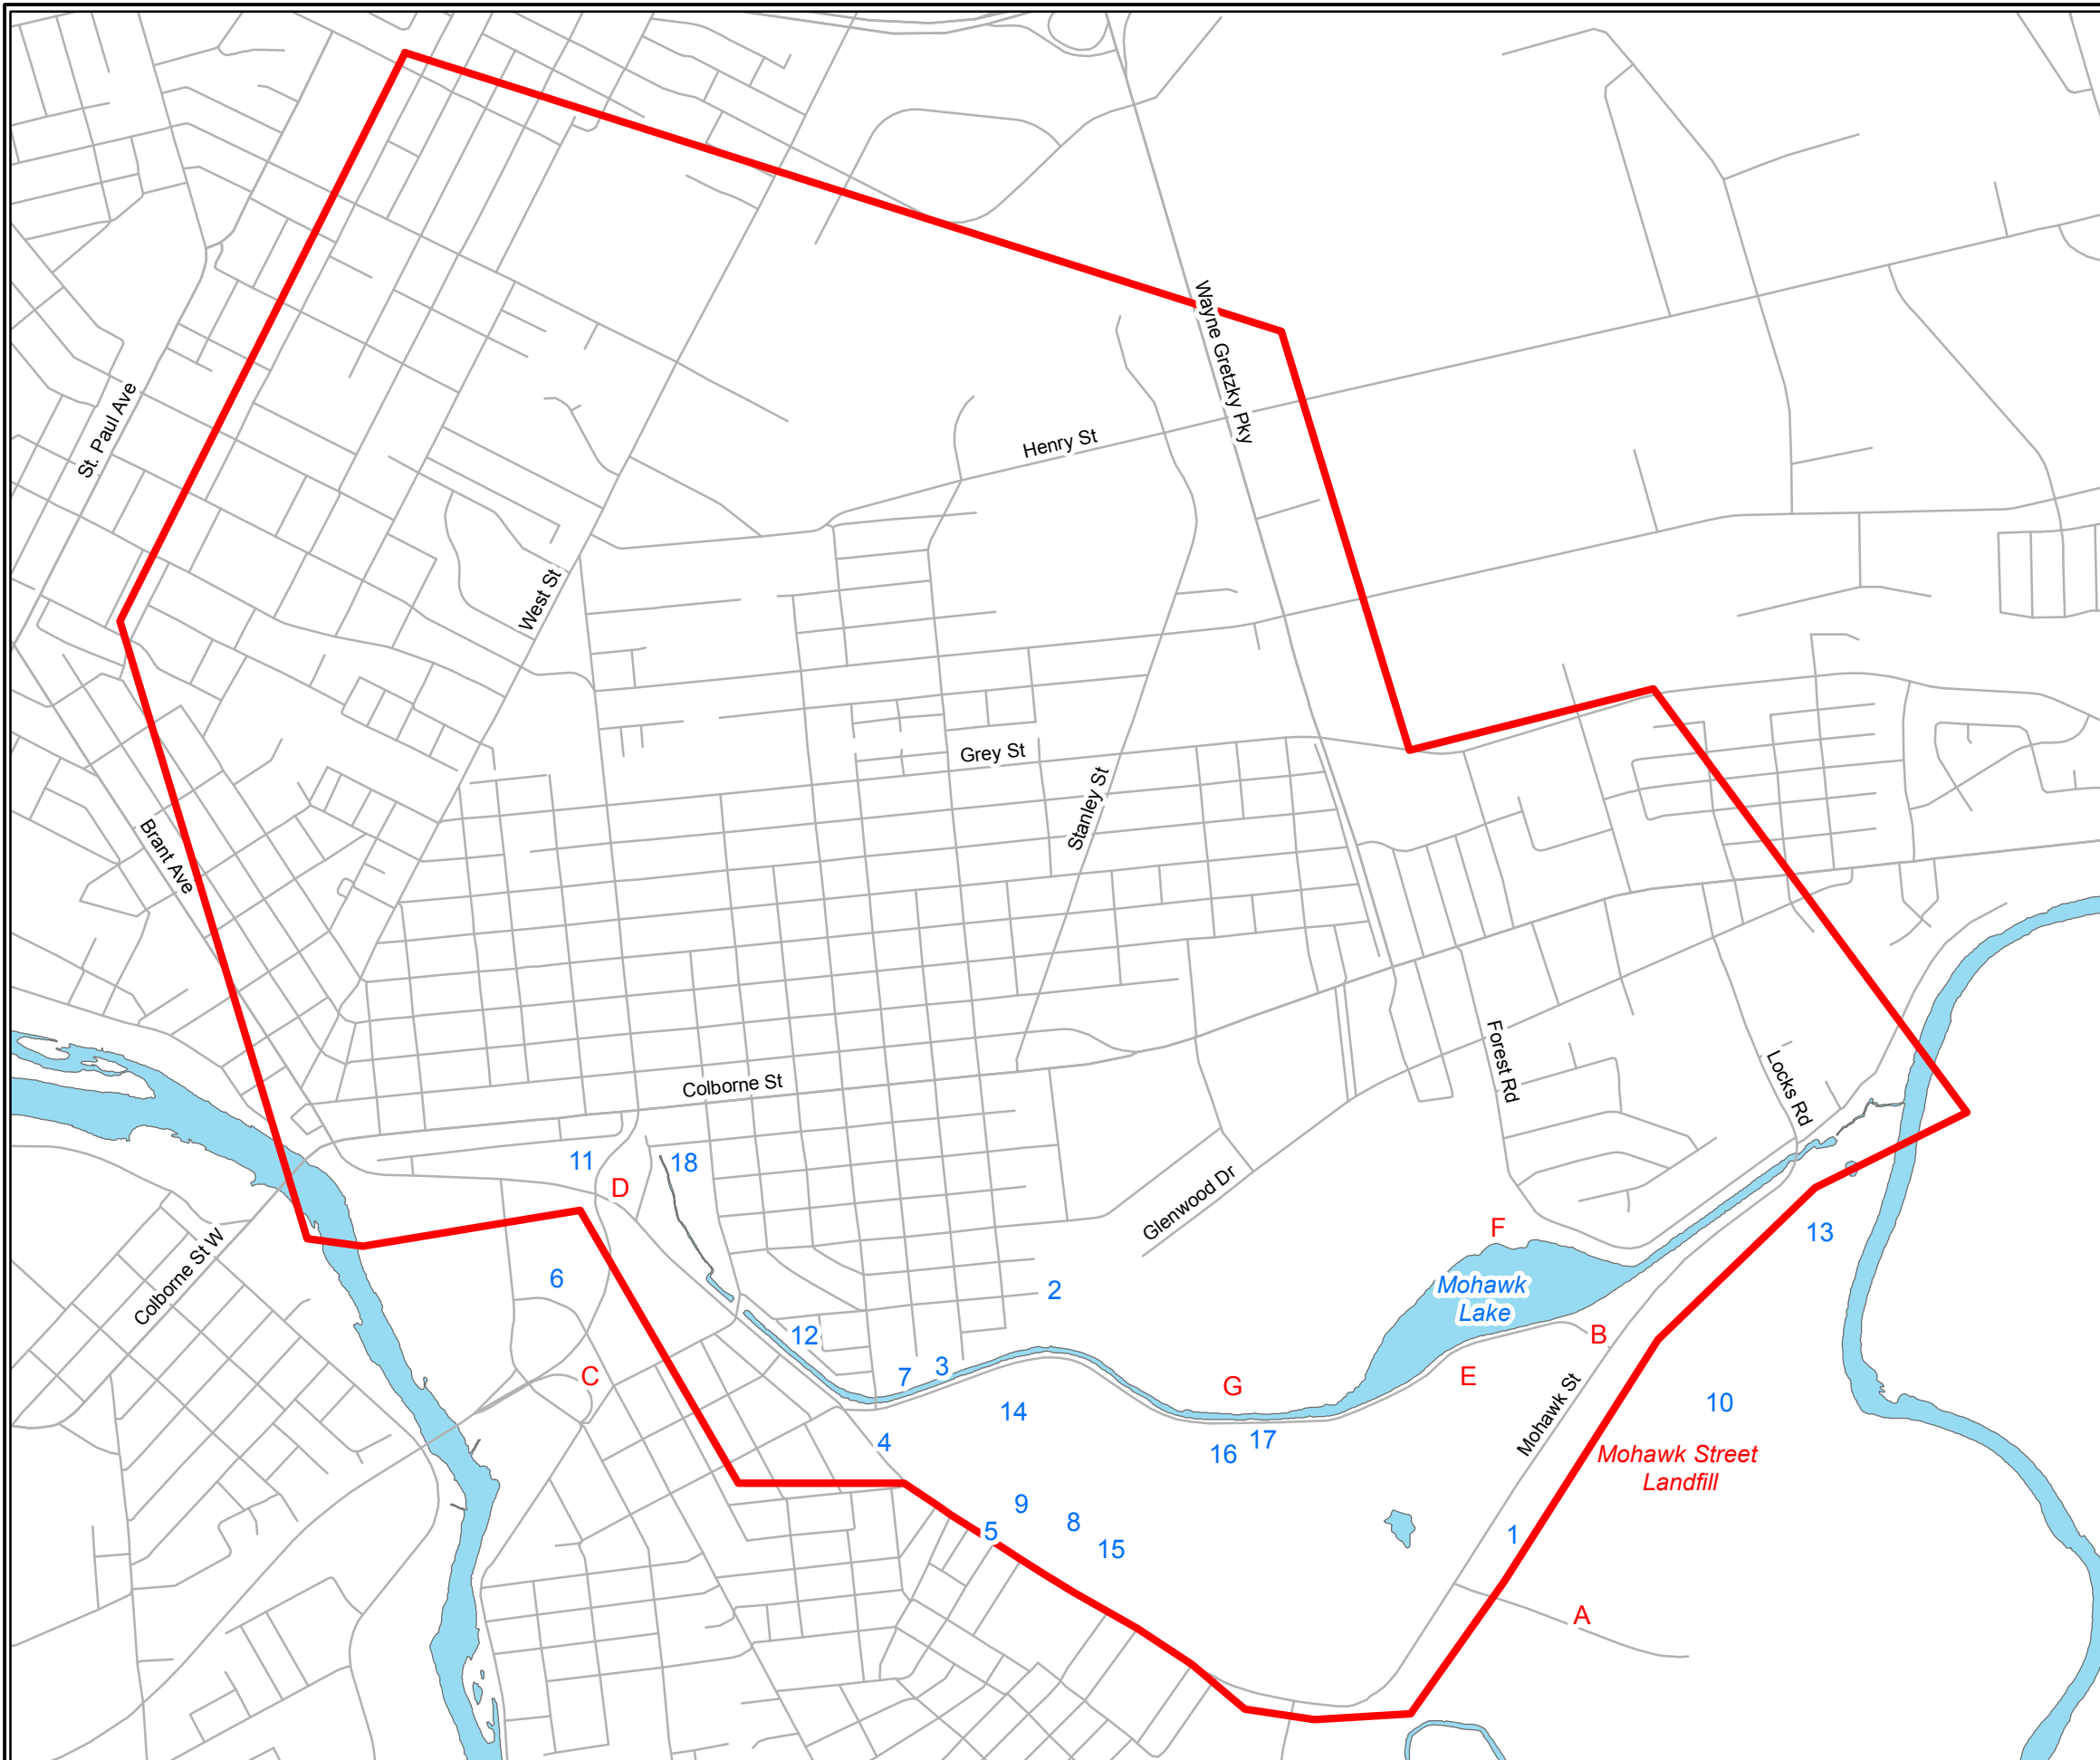 Wayne Gretzky Pky
St. Paul Ave
Henry St
West St
Grey St
Stanley St
Brant Ave
Forest Rd
Locks Rd
Colborne St
11
18
D
Glenwood Dr
F
13
Colborne St W
6
2
Mohawk
Lake
12
B
3
7
C
E
G
14
10
4
17
16
Mohawk St
Mohawk Street
Landfill
9
8
5
1
15
A